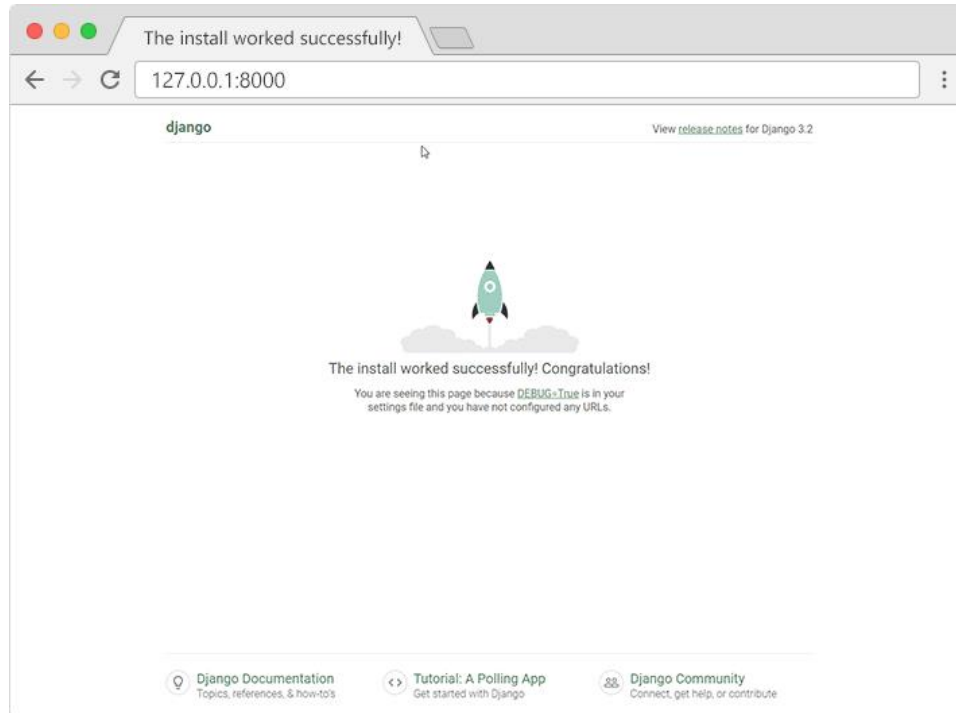 The install worked successfully!
127.0.0.1:8000
django
View release notes for Django 3.2
The install worked successfully! Congratulations!
You are seeing this page because DEBUG=True is in your
settings file and you have not configured any URLs.
Django Documentation
Topics, references, & how-to's
Tutorial: A Polling App
Get started with Django
Django Community
Connect, get help, or contribute